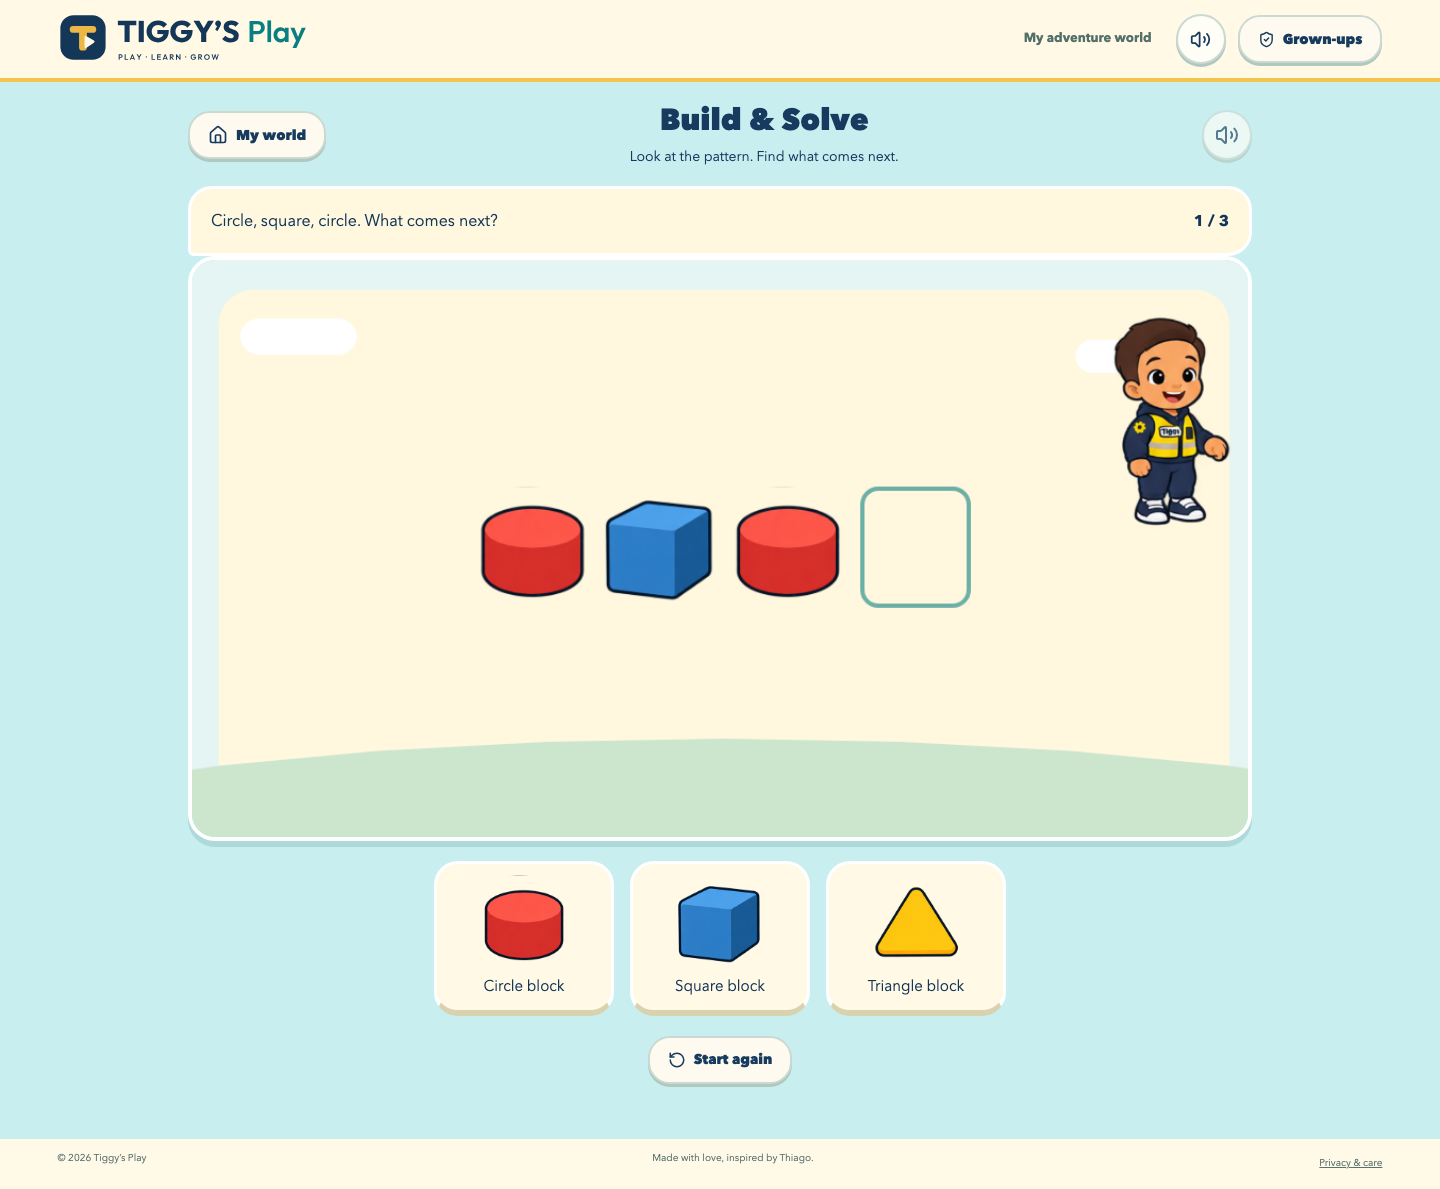 TIGGY'S Play
PLAY · LEARN · GROW
My adventure world
Grown-ups
My world
Build & Solve
Look at the pattern. Find what comes next.
Circle, square, circle. What comes next?
1 / 3
Tiggy
Circle block
Square block
Triangle block
Start again
© 2026 Tiggy's Play
Made with love, inspired by Thiago.
Privacy & care